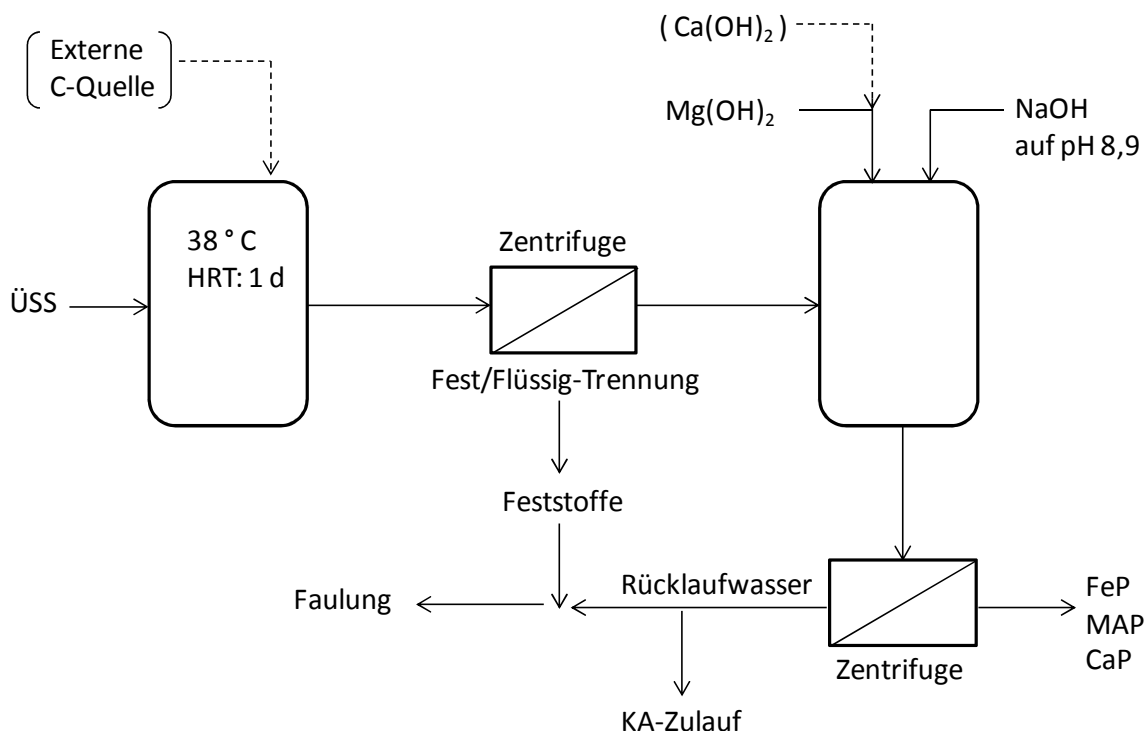 Externe
C-Quelle
( Ca(OH)₂ )
Mg(OH)₂
NaOH
auf pH 8,9
38 ° C
HRT: 1 d
ÜSS
Zentrifuge
Fest/Flüssig-Trennung
Feststoffe
Faulung
Rücklaufwasser
KA-Zulauf
Zentrifuge
FeP
MAP
CaP